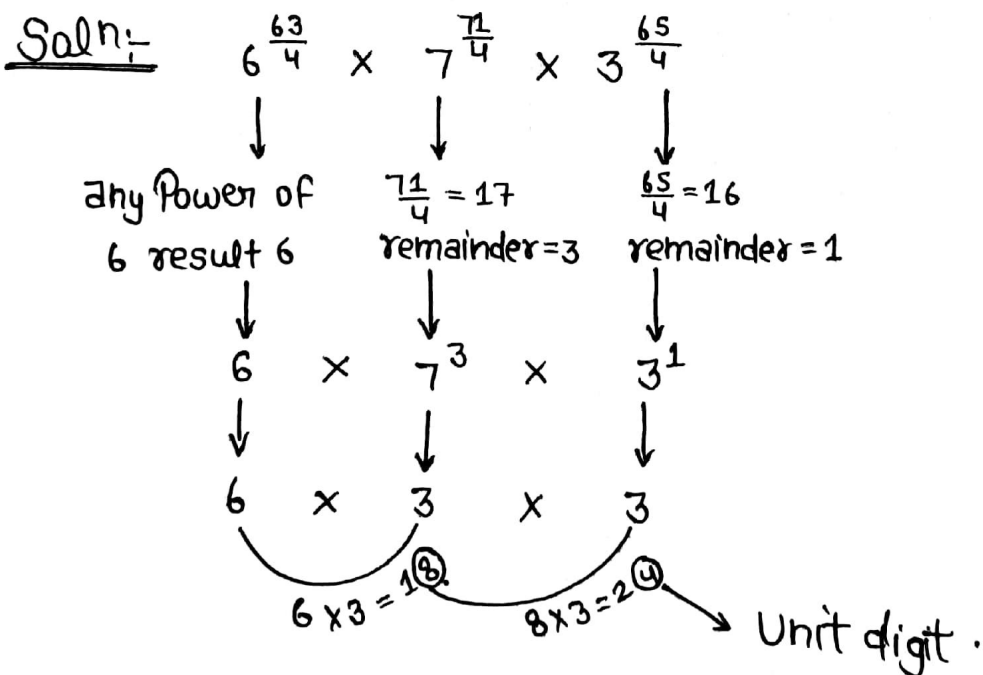 Soln:-
6^(63/4) × 7^(71/4) × 3^(65/4)
any Power of 71/4 = 17 65/4 = 16
6 result 6 remainder = 3 remainder = 1
6 × 7^3 × 3^1
6 × 3 × 3
6 × 3 = 18. 8 × 3 = 24
Unit digit.